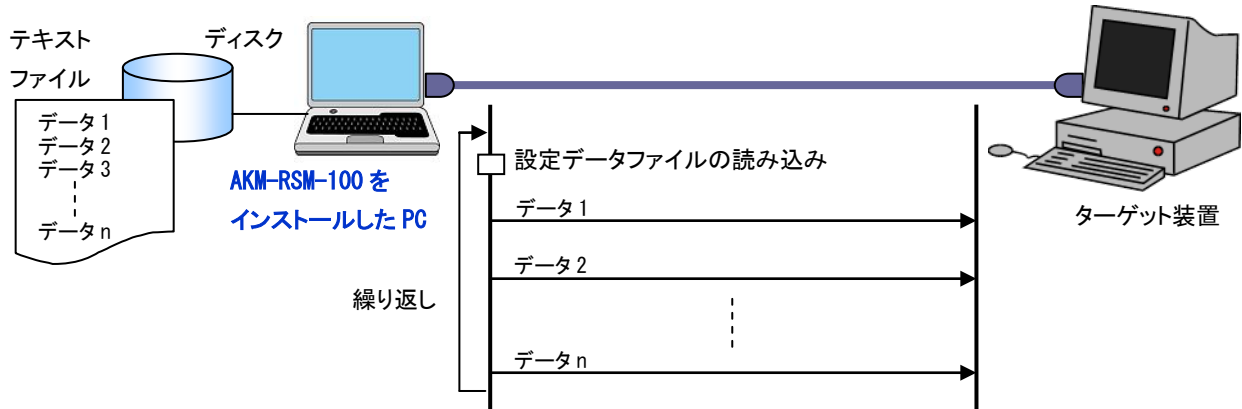 テキスト
ファイル
ディスク
データ1
データ2
データ3
データn
AKM-RSM-100 を
インストールした PC
設定データファイルの読み込み
データ1
データ2
データn
繰り返し
ターゲット装置